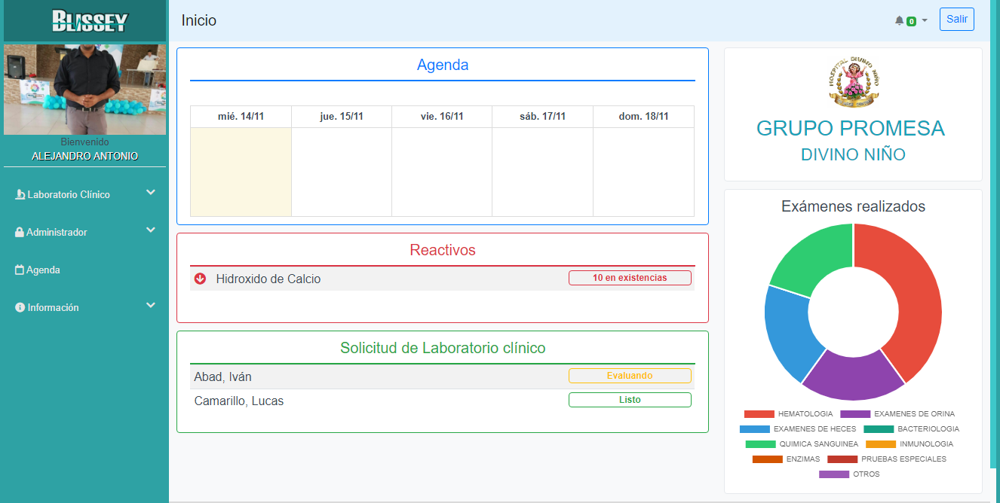 BLISSEY
Inicio
0
Salir
Bienvenido
ALEJANDRO ANTONIO
Laboratorio Clínico
Administrador
Agenda
Información
Agenda
mié. 14/11
jue. 15/11
vie. 16/11
sáb. 17/11
dom. 18/11
Reactivos
Hidroxido de Calcio
10 en existencias
Solicitud de Laboratorio clínico
Abad, Iván
Evaluando
Camarillo, Lucas
Listo
HOSPITAL DIVINO NIÑO
GRUPO PROMESA
DIVINO NIÑO
Exámenes realizados
HEMATOLOGIA
EXAMENES DE ORINA
EXAMENES DE HECES
BACTERIOLOGIA
QUIMICA SANGUINEA
INMUNOLOGIA
ENZIMAS
PRUEBAS ESPECIALES
OTROS